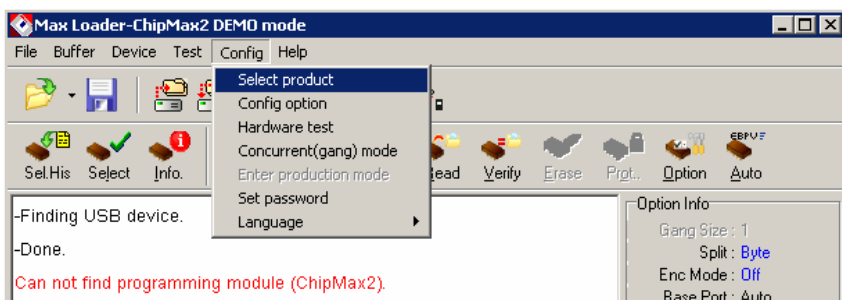 Max Loader-ChipMax2 DEMO mode
File Buffer Device Test Config Help
Select product
Config option
Hardware test
Concurrent(gang) mode
Enter production mode
Set password
Language
Sel.His Select Info. Verify Erase Prot.. Option Auto
EBPV
-Finding USB device.
-Done.
Can not find programming module (ChipMax2).
Option Info
Gang Size : 1
Split : Byte
Enc Mode : Off
Base Port : Auto